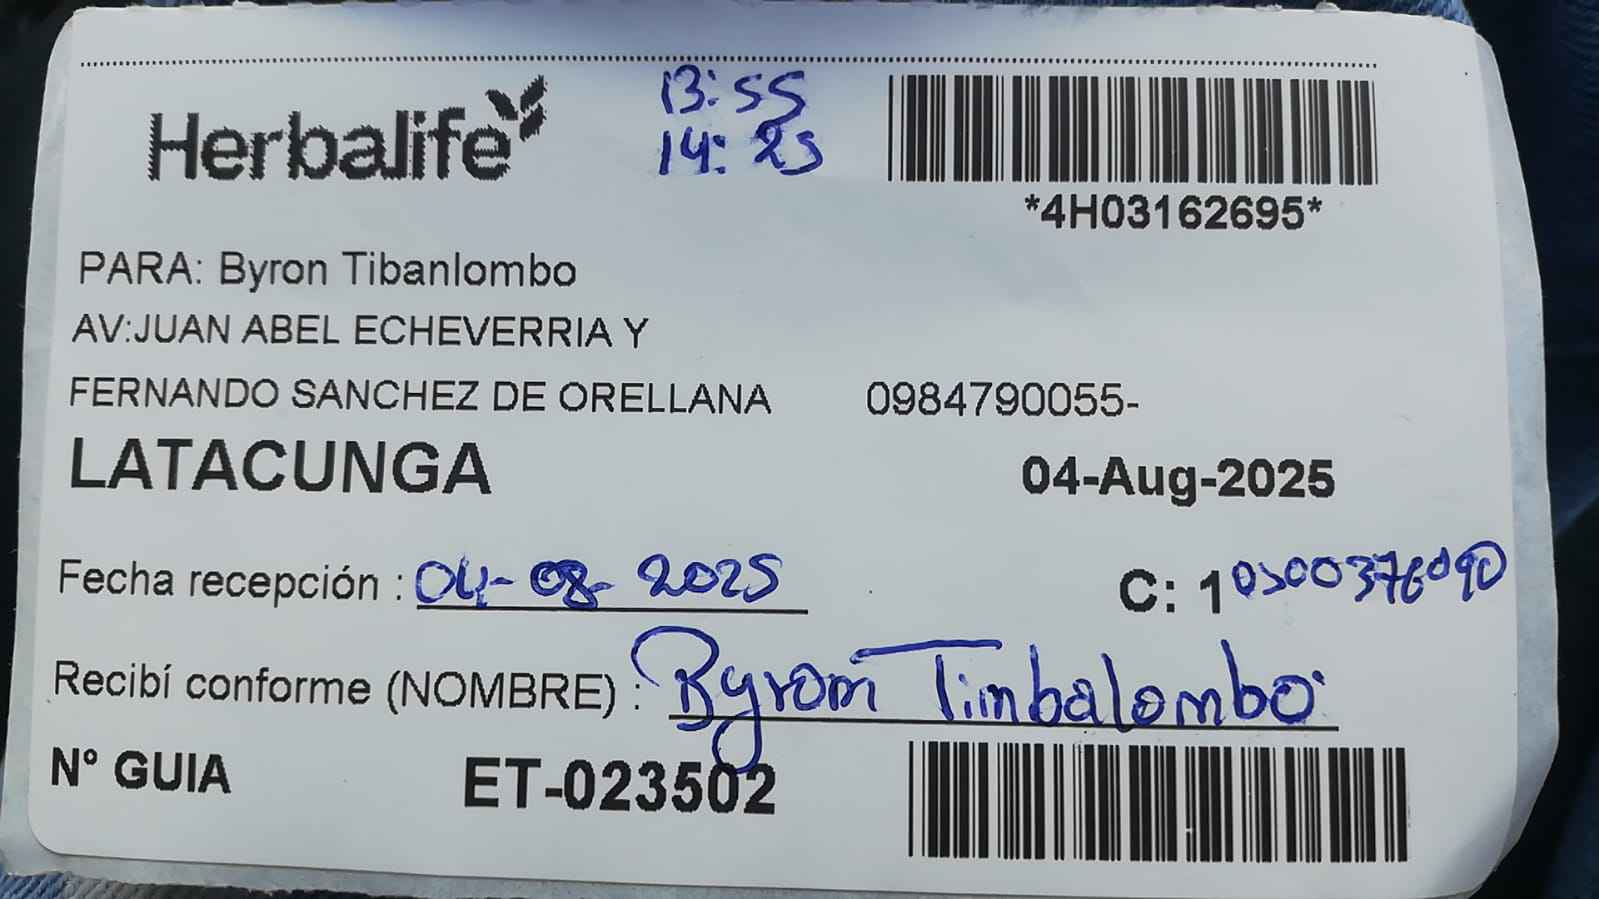 Herbalife
13:55
14:25
*4H03162695*
PARA: Byron Tibanlombo
AV:JUAN ABEL ECHEVERRIA Y
FERNANDO SANCHEZ DE ORELLANA 0984790055-
LATACUNGA
04-Aug-2025
Fecha recepción : 04-08-2025
C: 1
Recibí conforme (NOMBRE) : Byron Timbalombo
N° GUIA ET-023502